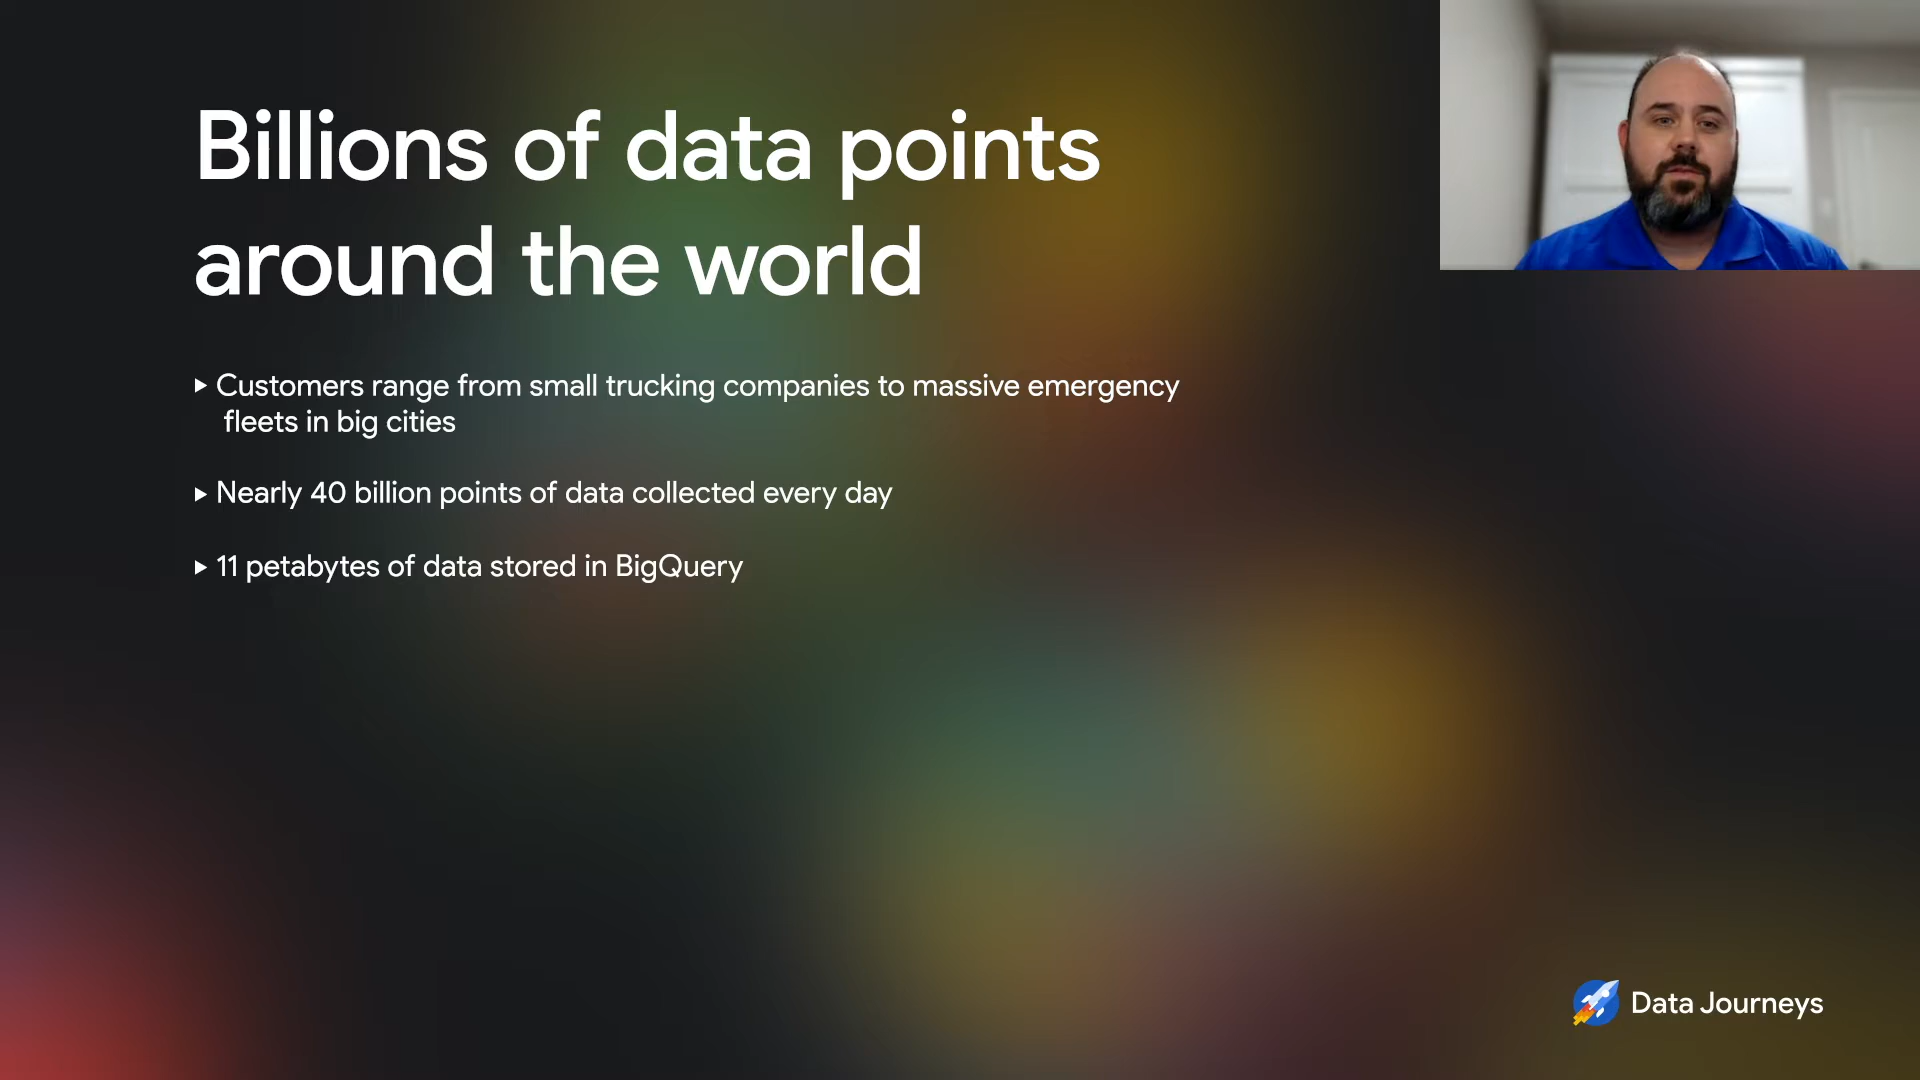 Billions of data points
around the world
▸ Customers range from small trucking companies to massive emergency
fleets in big cities
▸ Nearly 40 billion points of data collected every day
▸ 11 petabytes of data stored in BigQuery
Data Journeys